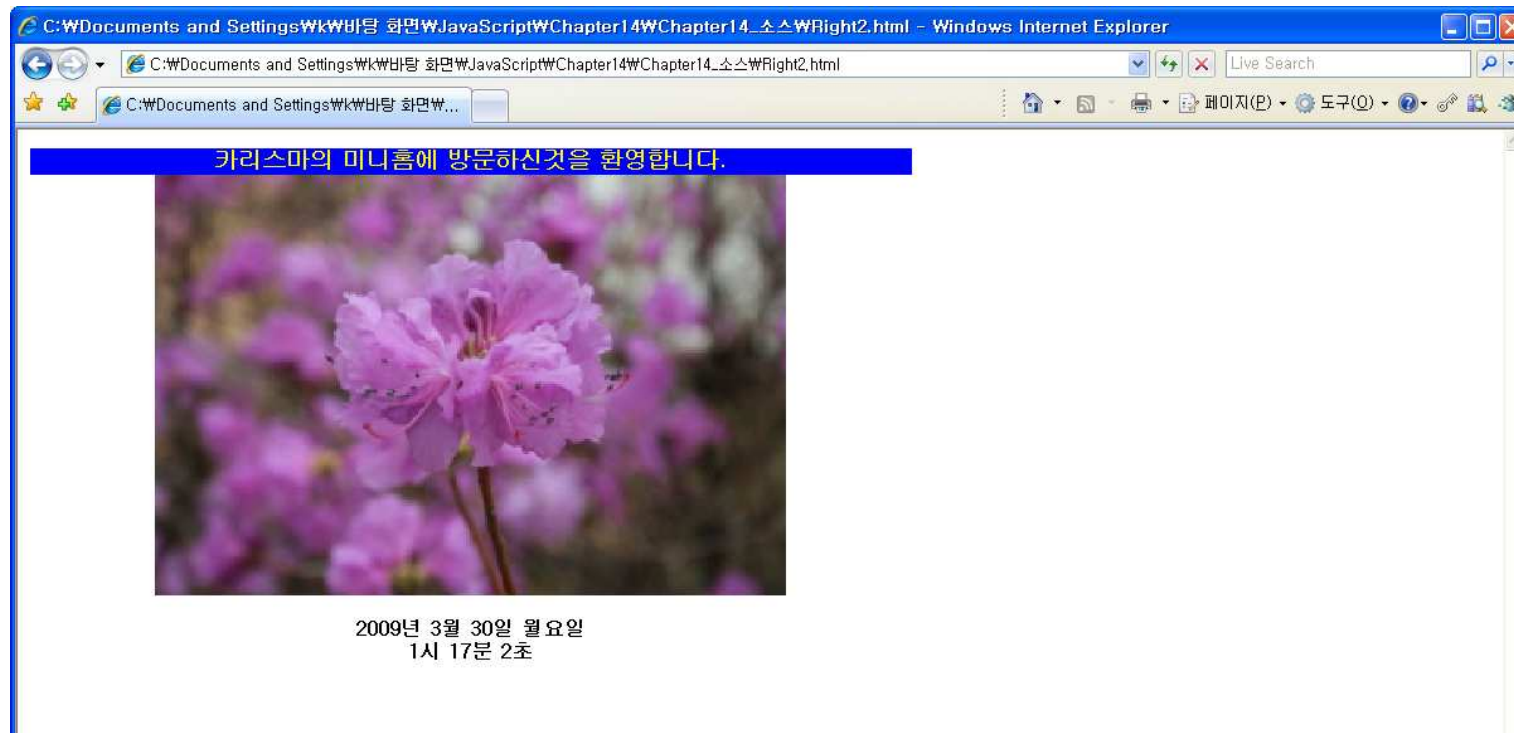 C:₩Documents and Settings₩k₩바탕 화면₩JavaScript₩Chapter14₩Chapter14_소스₩Right2.html - Windows Internet Explorer
C:₩Documents and Settings₩k₩바탕 화면₩JavaScript₩Chapter14₩Chapter14_소스₩Right2.html
Live Search
C:₩Documents and Settings₩k₩바탕 화면₩...
페이지(P)
도구(O)
카리스마의 미니홈에 방문하신것을 환영합니다.
2009년 3월 30일 월요일
1시 17분 2초